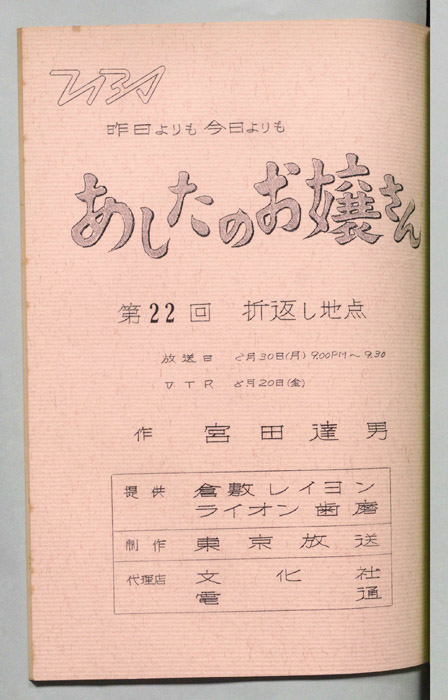 TBS
昨日よりも今日よりも
あしたのお嬢さん
第22回 折返し地点
放送日 8月30日(月) 9.00PM～9.30
VTR 8月20日(金)
作 宮田達男
提供 倉敷レイヨン
ライオン歯磨
制作 東京放送
代理店 文化社
電通